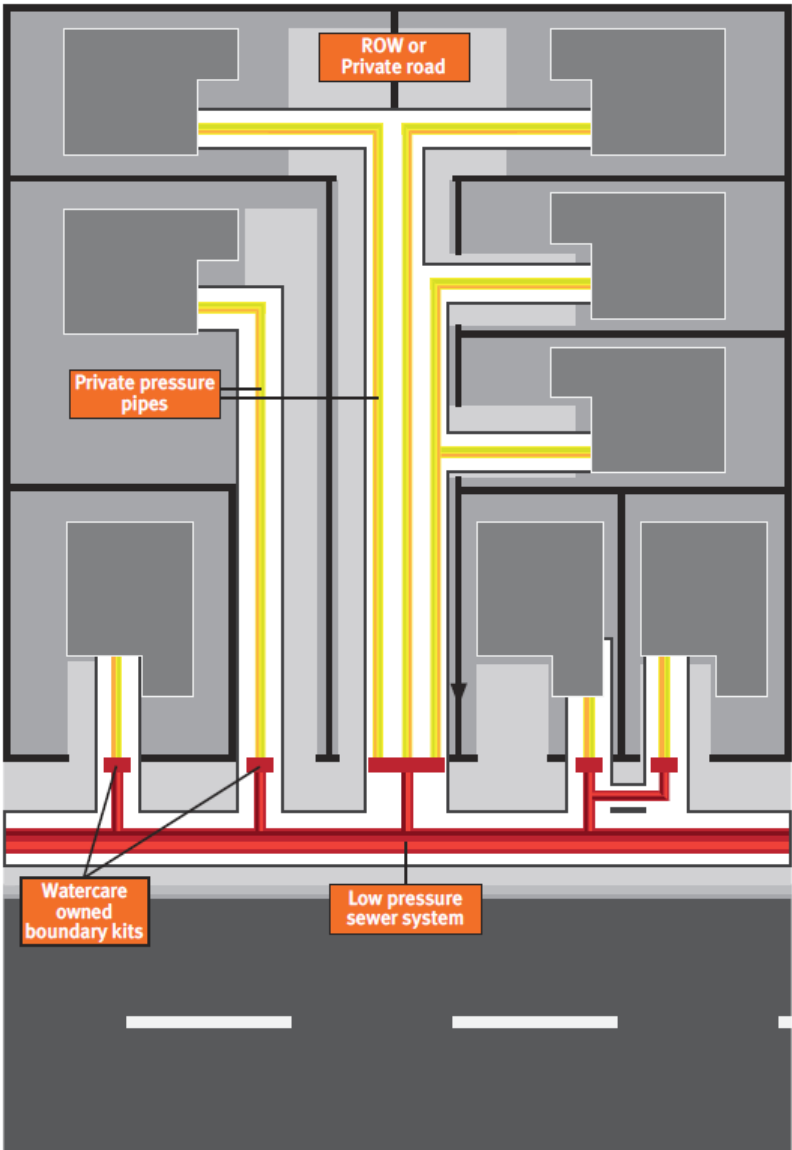 ROW or
Private road
Private pressure
pipes
Watercare
owned
boundary kits
Low pressure
sewer system